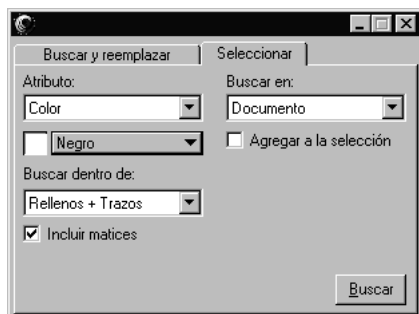 Buscar y reemplazar
Seleccionar
Atributo:
Color
Negro
Buscar dentro de:
Rellenos + Trazos
Incluir matices
Buscar en:
Documento
Agregar a la selección
Buscar